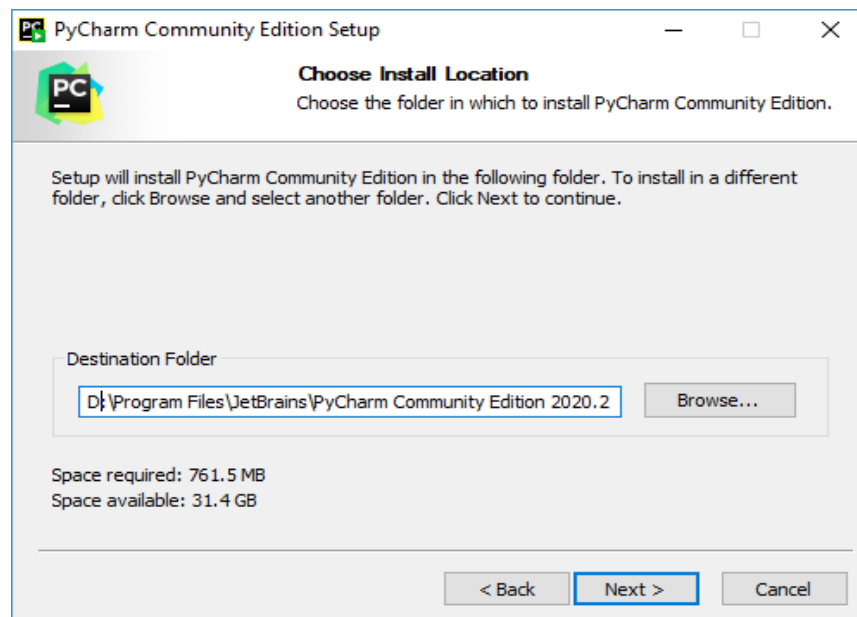 PyCharm Community Edition Setup
PC
Choose Install Location
Choose the folder in which to install PyCharm Community Edition.
Setup will install PyCharm Community Edition in the following folder. To install in a different
folder, click Browse and select another folder. Click Next to continue.
Destination Folder
D:\Program Files\JetBrains\PyCharm Community Edition 2020.2
Browse...
Space required: 761.5 MB
Space available: 31.4 GB
< Back
Next >
Cancel